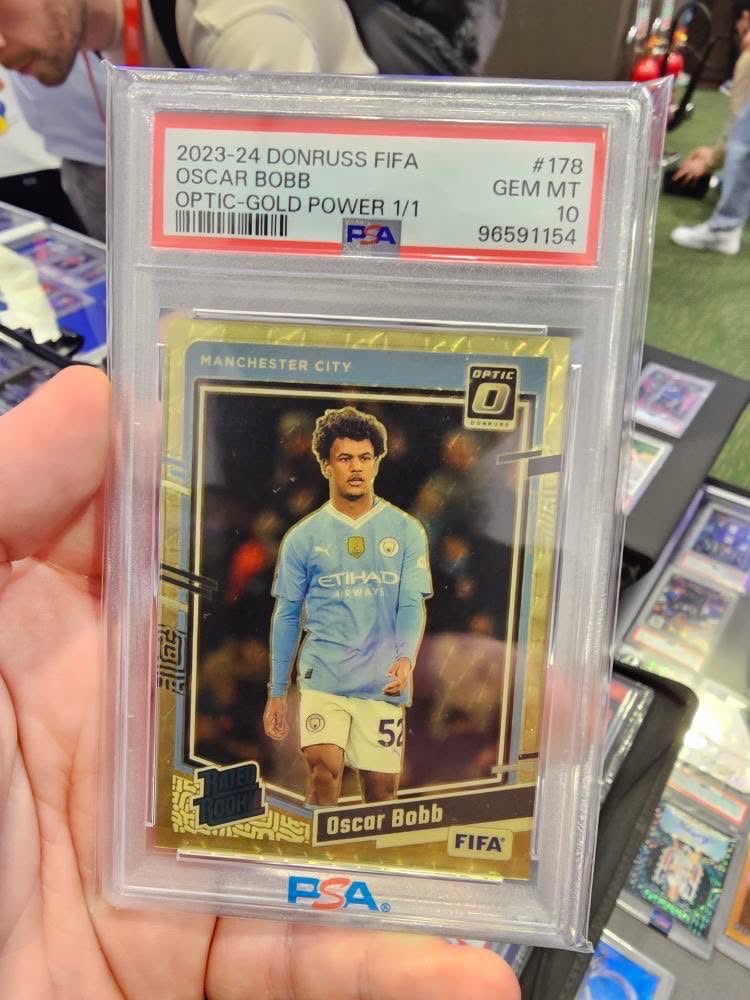 2023-24 DONRUSS FIFA #178
OSCAR BOBB GEM MT
OPTIC-GOLD POWER 1/1 10
PSA 96591154
MANCHESTER CITY
OPTIC
DONRUSS
ETIHAD
AIRWAYS
52
RATED
ROOKIE
Oscar Bobb
FIFA
PSA®